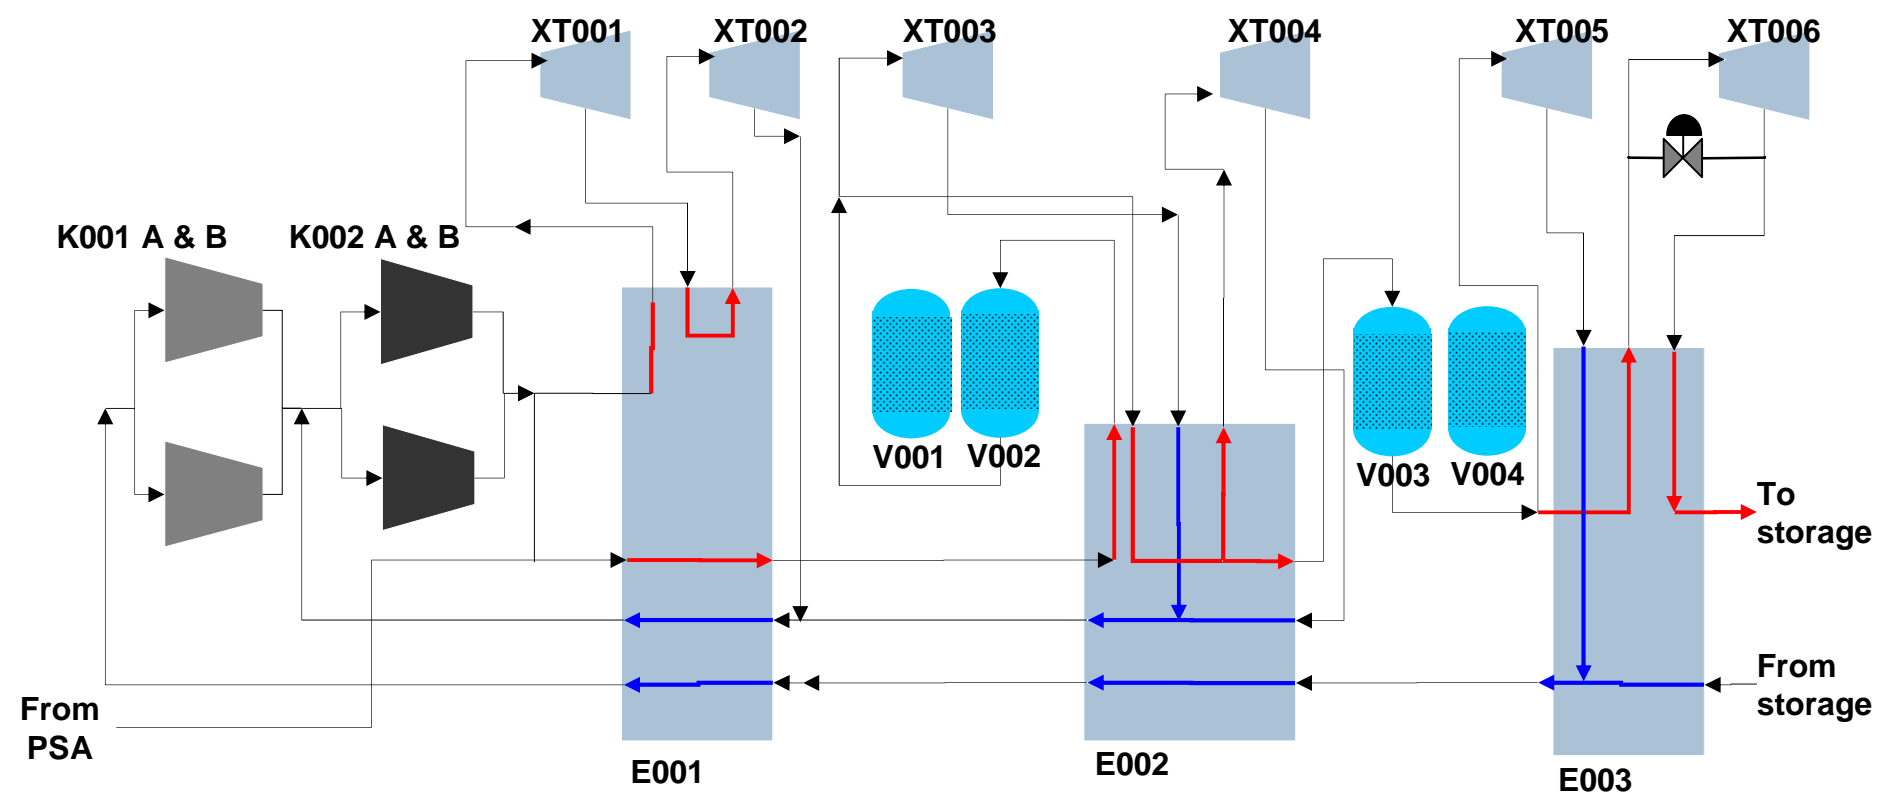 XT001
XT002
XT003
XT004
XT005
XT006
K001 A & B
K002 A & B
V001
V002
V003
V004
To
storage
From
storage
From
PSA
E001
E002
E003